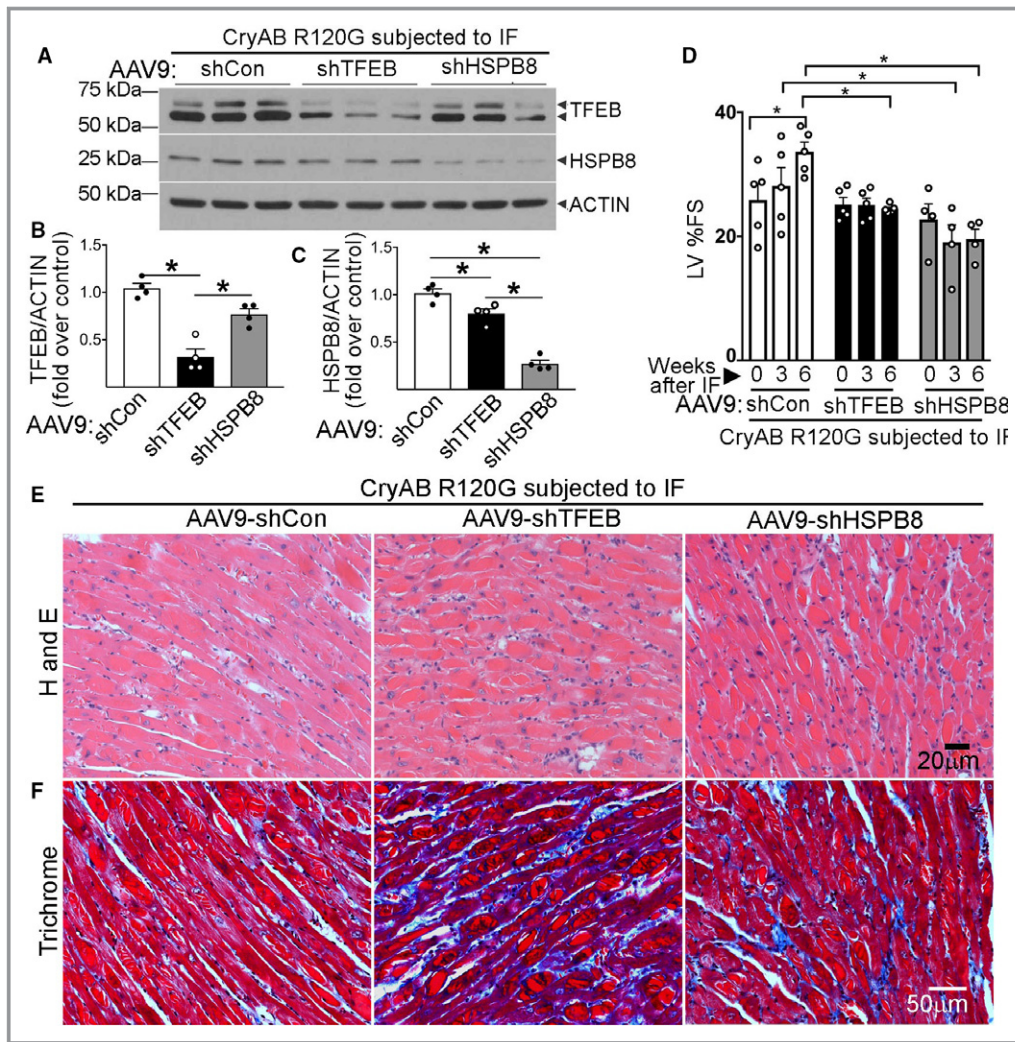 A
CryAB R120G subjected to IF
AAV9: shCon shTFEB shHSPB8
75 kDa
50 kDa
TFEB
25 kDa
HSPB8
50 kDa
ACTIN
B
TFEB/ACTIN
(fold over control)
1.5
1.0
0.5
* *
AAV9: shCon shTFEB shHSPB8
C
HSPB8/ACTIN
(fold over control)
1.5
1.0
0.5
* * *
AAV9: shCon shTFEB shHSPB8
D
LV %FS
40
20
0
* * * *
Weeks
after IF 0 3 6 0 3 6 0 3 6
AAV9: shCon shTFEB shHSPB8
CryAB R120G subjected to IF
E
CryAB R120G subjected to IF
AAV9-shCon AAV9-shTFEB AAV9-shHSPB8
H and E
20μm
F
Trichrome
50μm